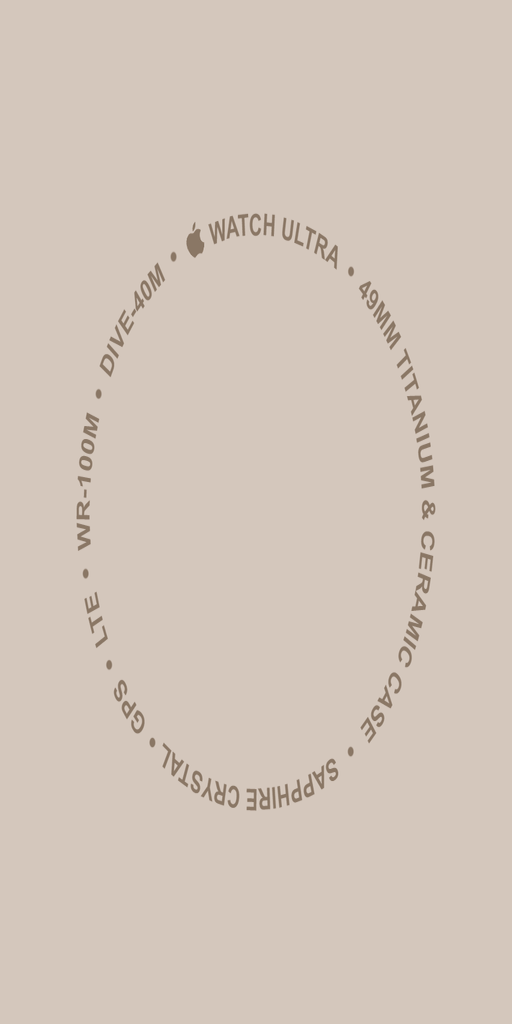 WATCH ULTRA • 49MM TITANIUM & CERAMIC CASE • SAPPHIRE CRYSTAL • GPS • LTE • WR-100M • DIVE-40M •